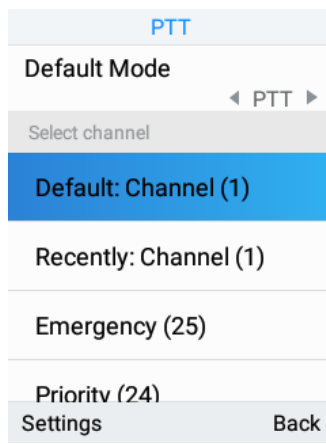 PTT
Default Mode
PTT
Select channel
Default: Channel (1)
Recently: Channel (1)
Emergency (25)
Priority (24)
Settings Back